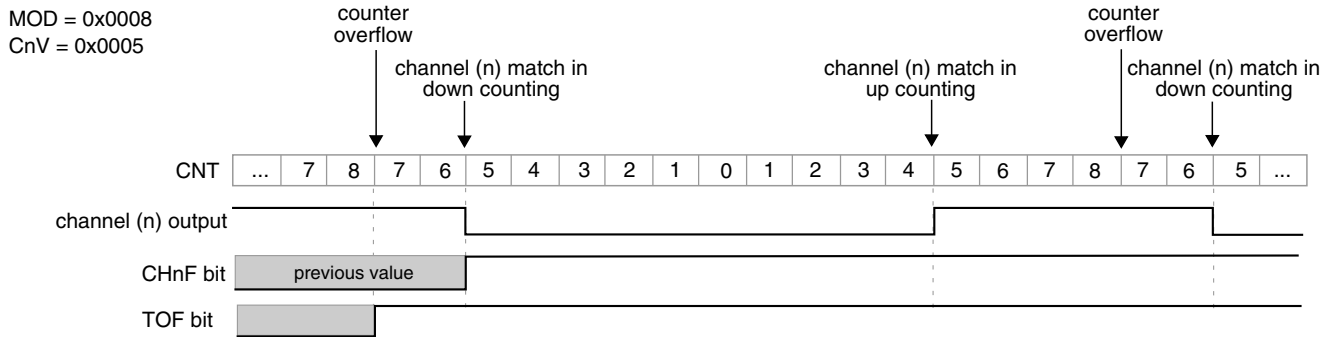 MOD = 0x0008
CnV = 0x0005
counter
overflow
channel (n) match in
down counting
channel (n) match in
up counting
counter
overflow
channel (n) match in
down counting
CNT ... 7 8 7 6 5 4 3 2 1 0 1 2 3 4 5 6 7 8 7 6 5 ...
channel (n) output
CHnF bit previous value
TOF bit